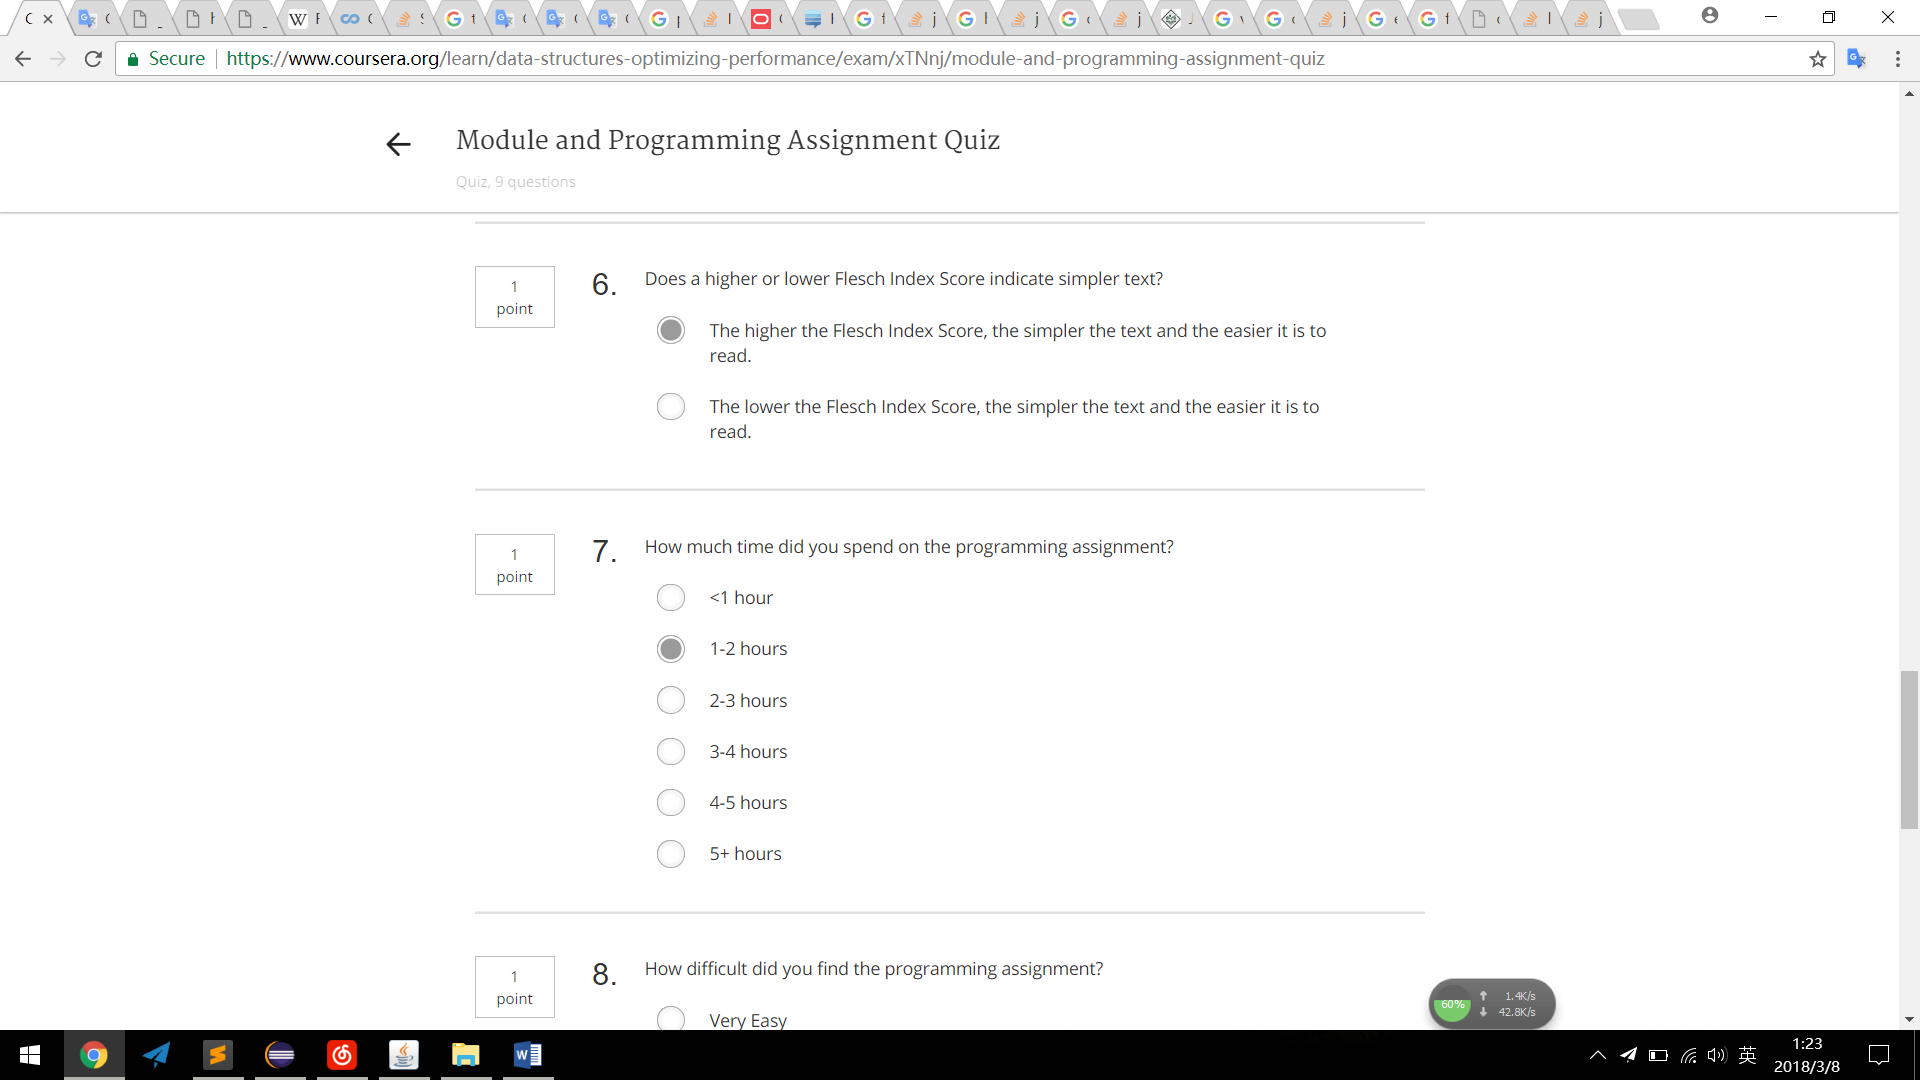 Secure
https://www.coursera.org/learn/data-structures-optimizing-performance/exam/xTNnj/module-and-programming-assignment-quiz
Module and Programming Assignment Quiz
Quiz, 9 questions
1
point
6.
Does a higher or lower Flesch Index Score indicate simpler text?
The higher the Flesch Index Score, the simpler the text and the easier it is to
read.
The lower the Flesch Index Score, the simpler the text and the easier it is to
read.
1
point
7.
How much time did you spend on the programming assignment?
<1 hour
1-2 hours
2-3 hours
3-4 hours
4-5 hours
5+ hours
1
point
8.
How difficult did you find the programming assignment?
Very Easy
60%
1.4K/s
42.8K/s
英
1:23
2018/3/8